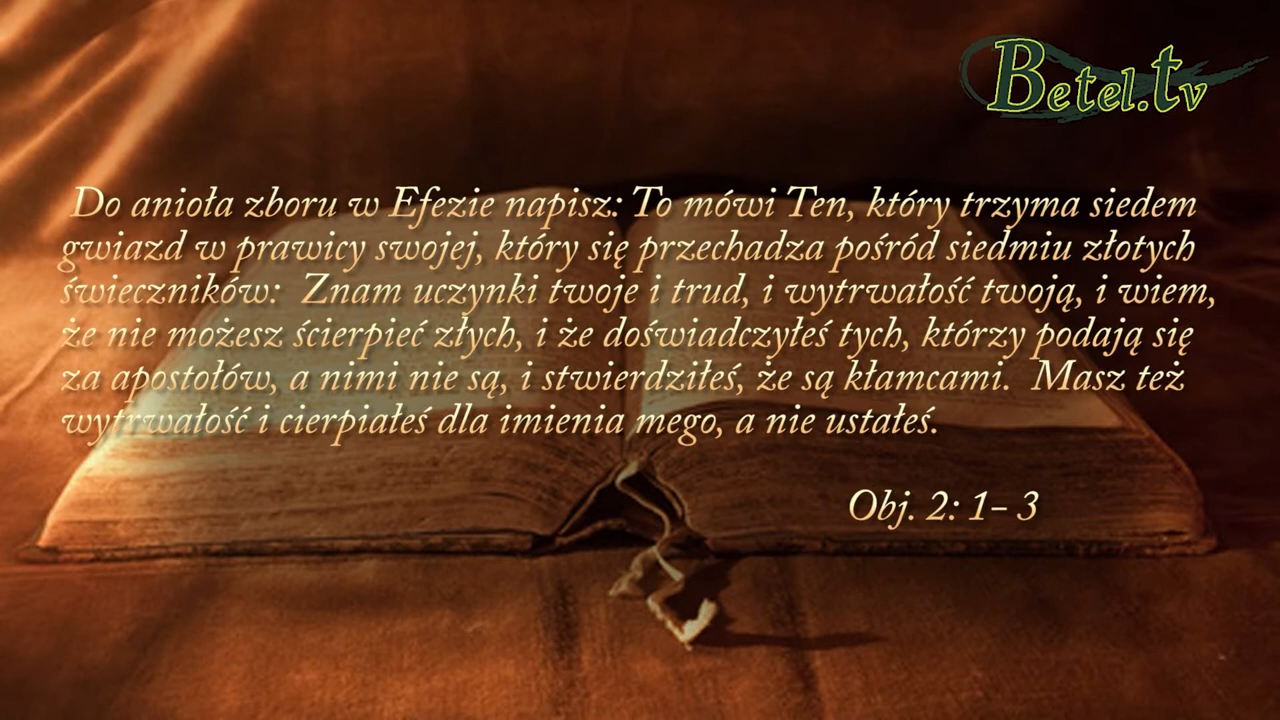 Betel.tv
Do anioła zboru w Efezie napisz: To mówi Ten, który trzyma siedem
gwiazd w prawicy swojej, który się przechadza pośród siedmiu złotych
świeczników: Znam uczynki twoje i trud, i wytrwałość twoją, i wiem,
że nie możesz ścierpieć złych, i że doświadczyłeś tych, którzy podają się
za apostołów, a nimi nie są, i stwierdziłeś, że są kłamcami. Masz też
wytrwałość i cierpiałeś dla imienia mego, a nie ustałeś.
Obj. 2: 1- 3